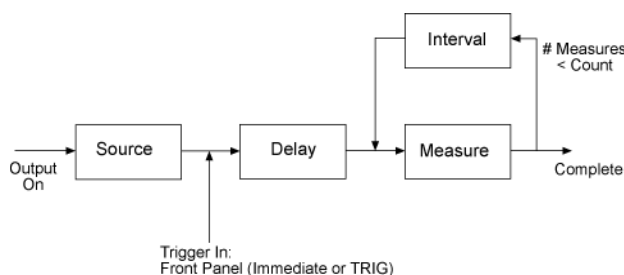 Interval
# Measures
< Count
Source
Delay
Measure
Output
On
Complete
Trigger In:
Front Panel (Immediate or TRIG)